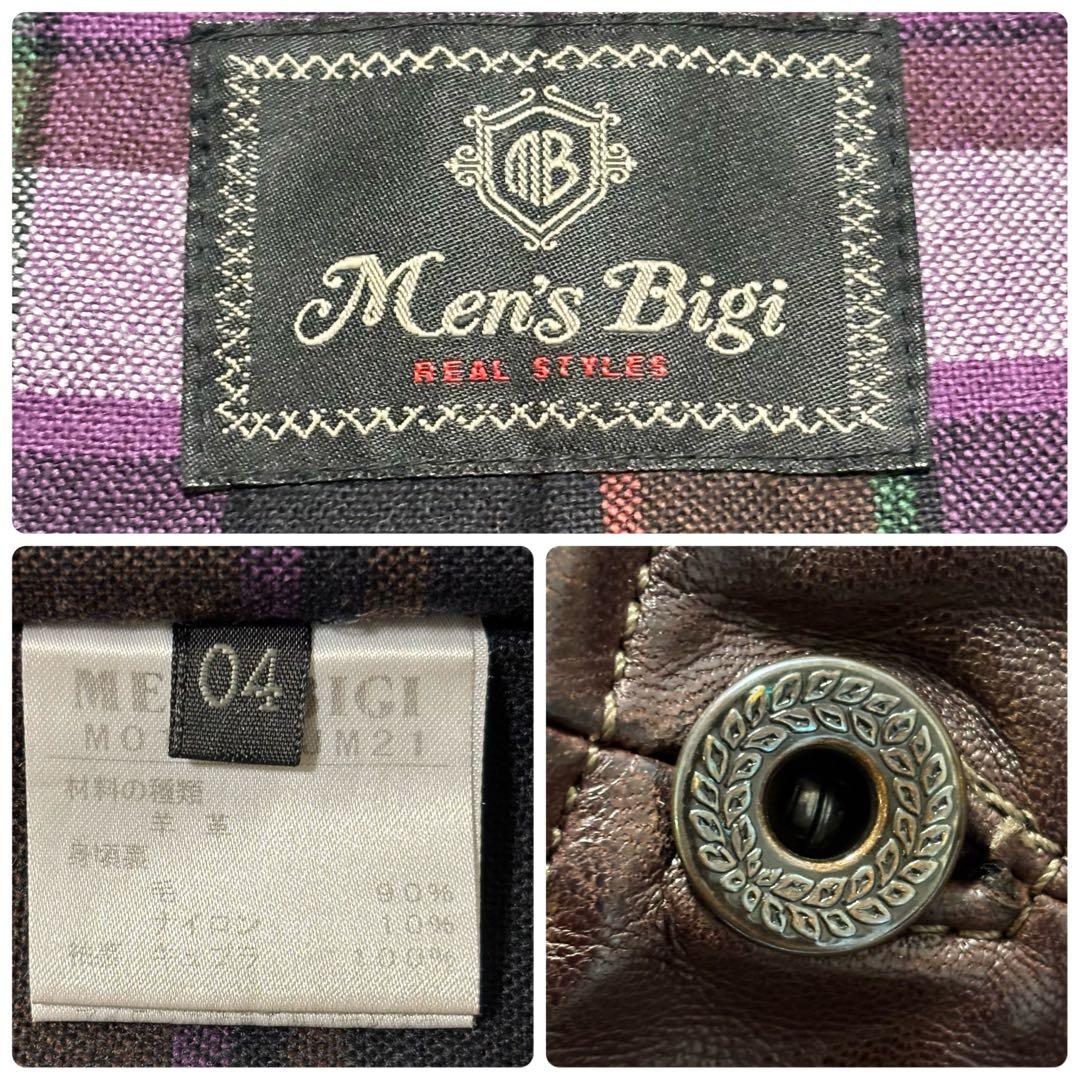 MB
Men's Bigi
REAL STYLES
04
ME BIGI
M0 M21
材料の種類
羊 革
身頃裏
毛 90%
ナイロン 10%
袖裏 キュプラ 100%